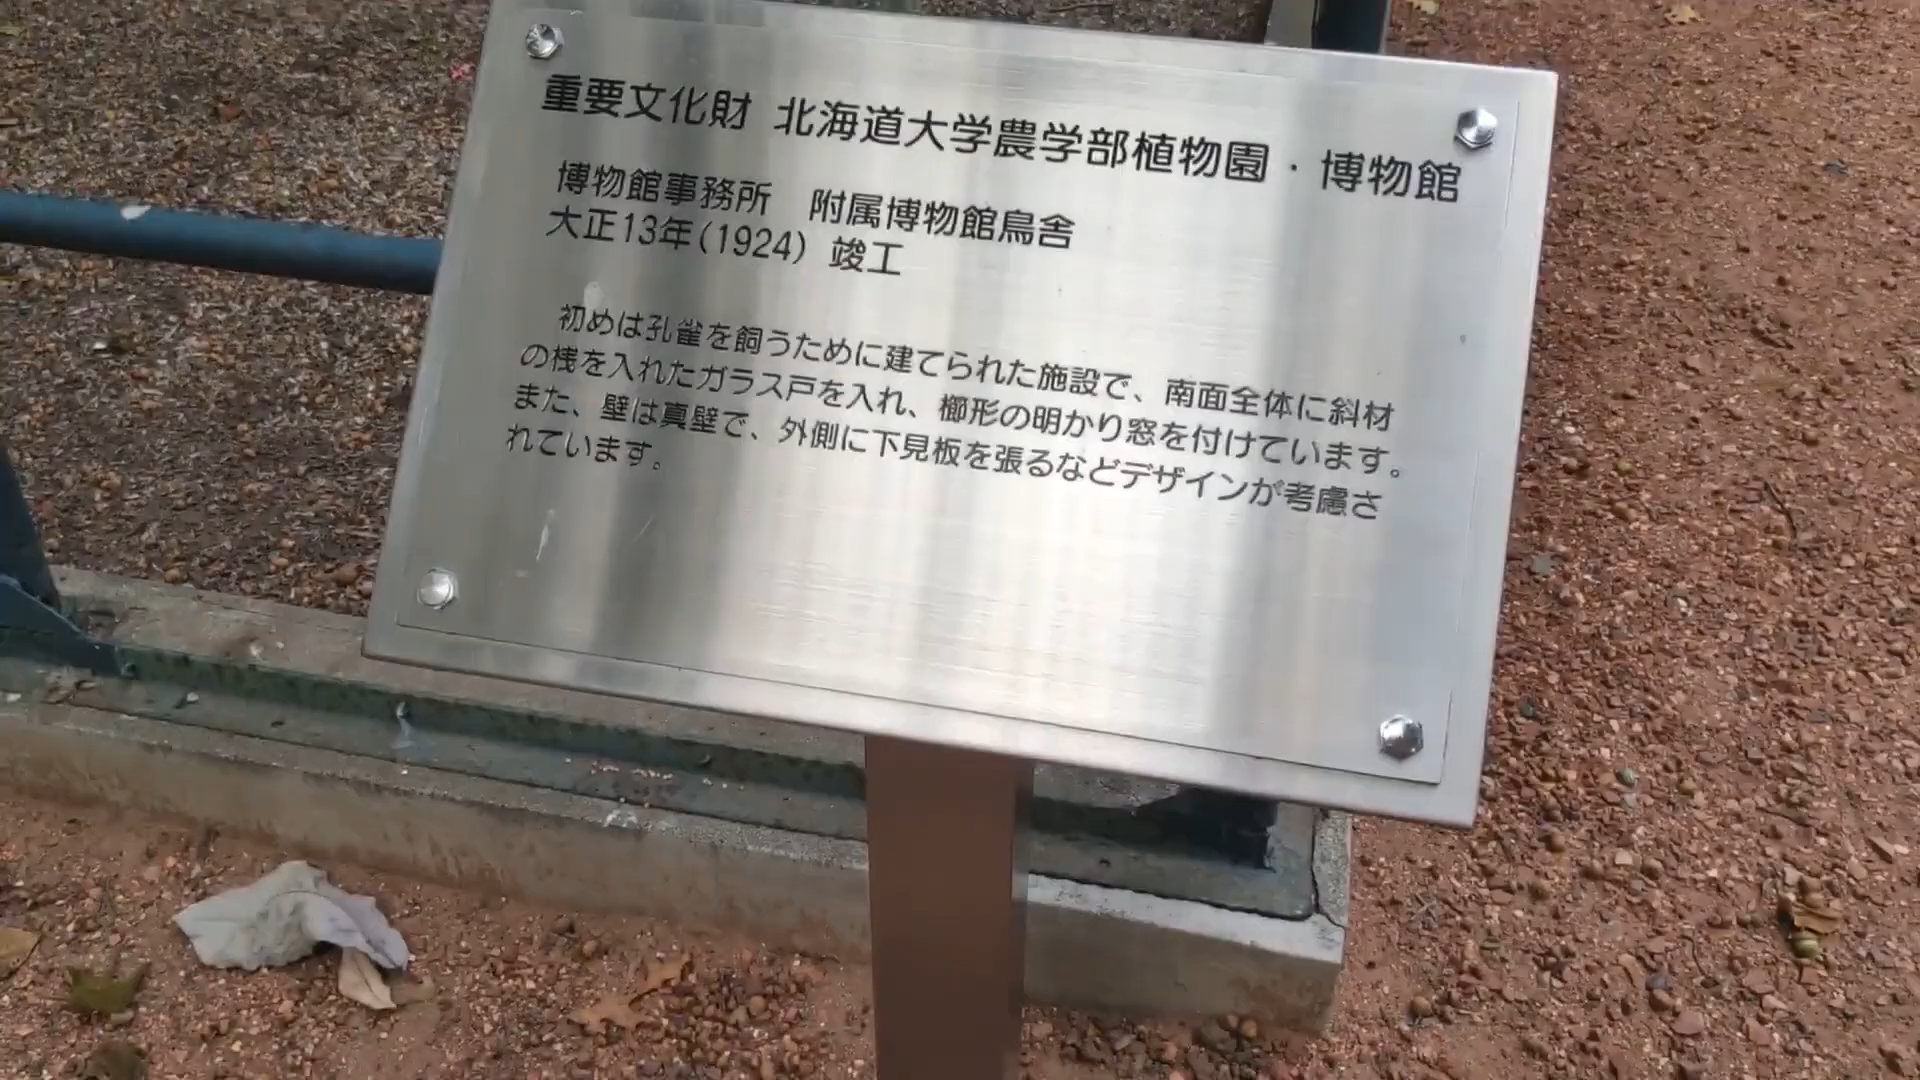 重要文化財 北海道大学農学部植物園・博物館
博物館事務所 附属博物館鳥舎
大正13年(1924) 竣工
初めは孔雀を飼うために建てられた施設で、南面全体に斜材
の桟を入れたガラス戸を入れ、櫛形の明かり窓を付けています。
また、壁は真壁で、外側に下見板を張るなどデザインが考慮さ
れています。